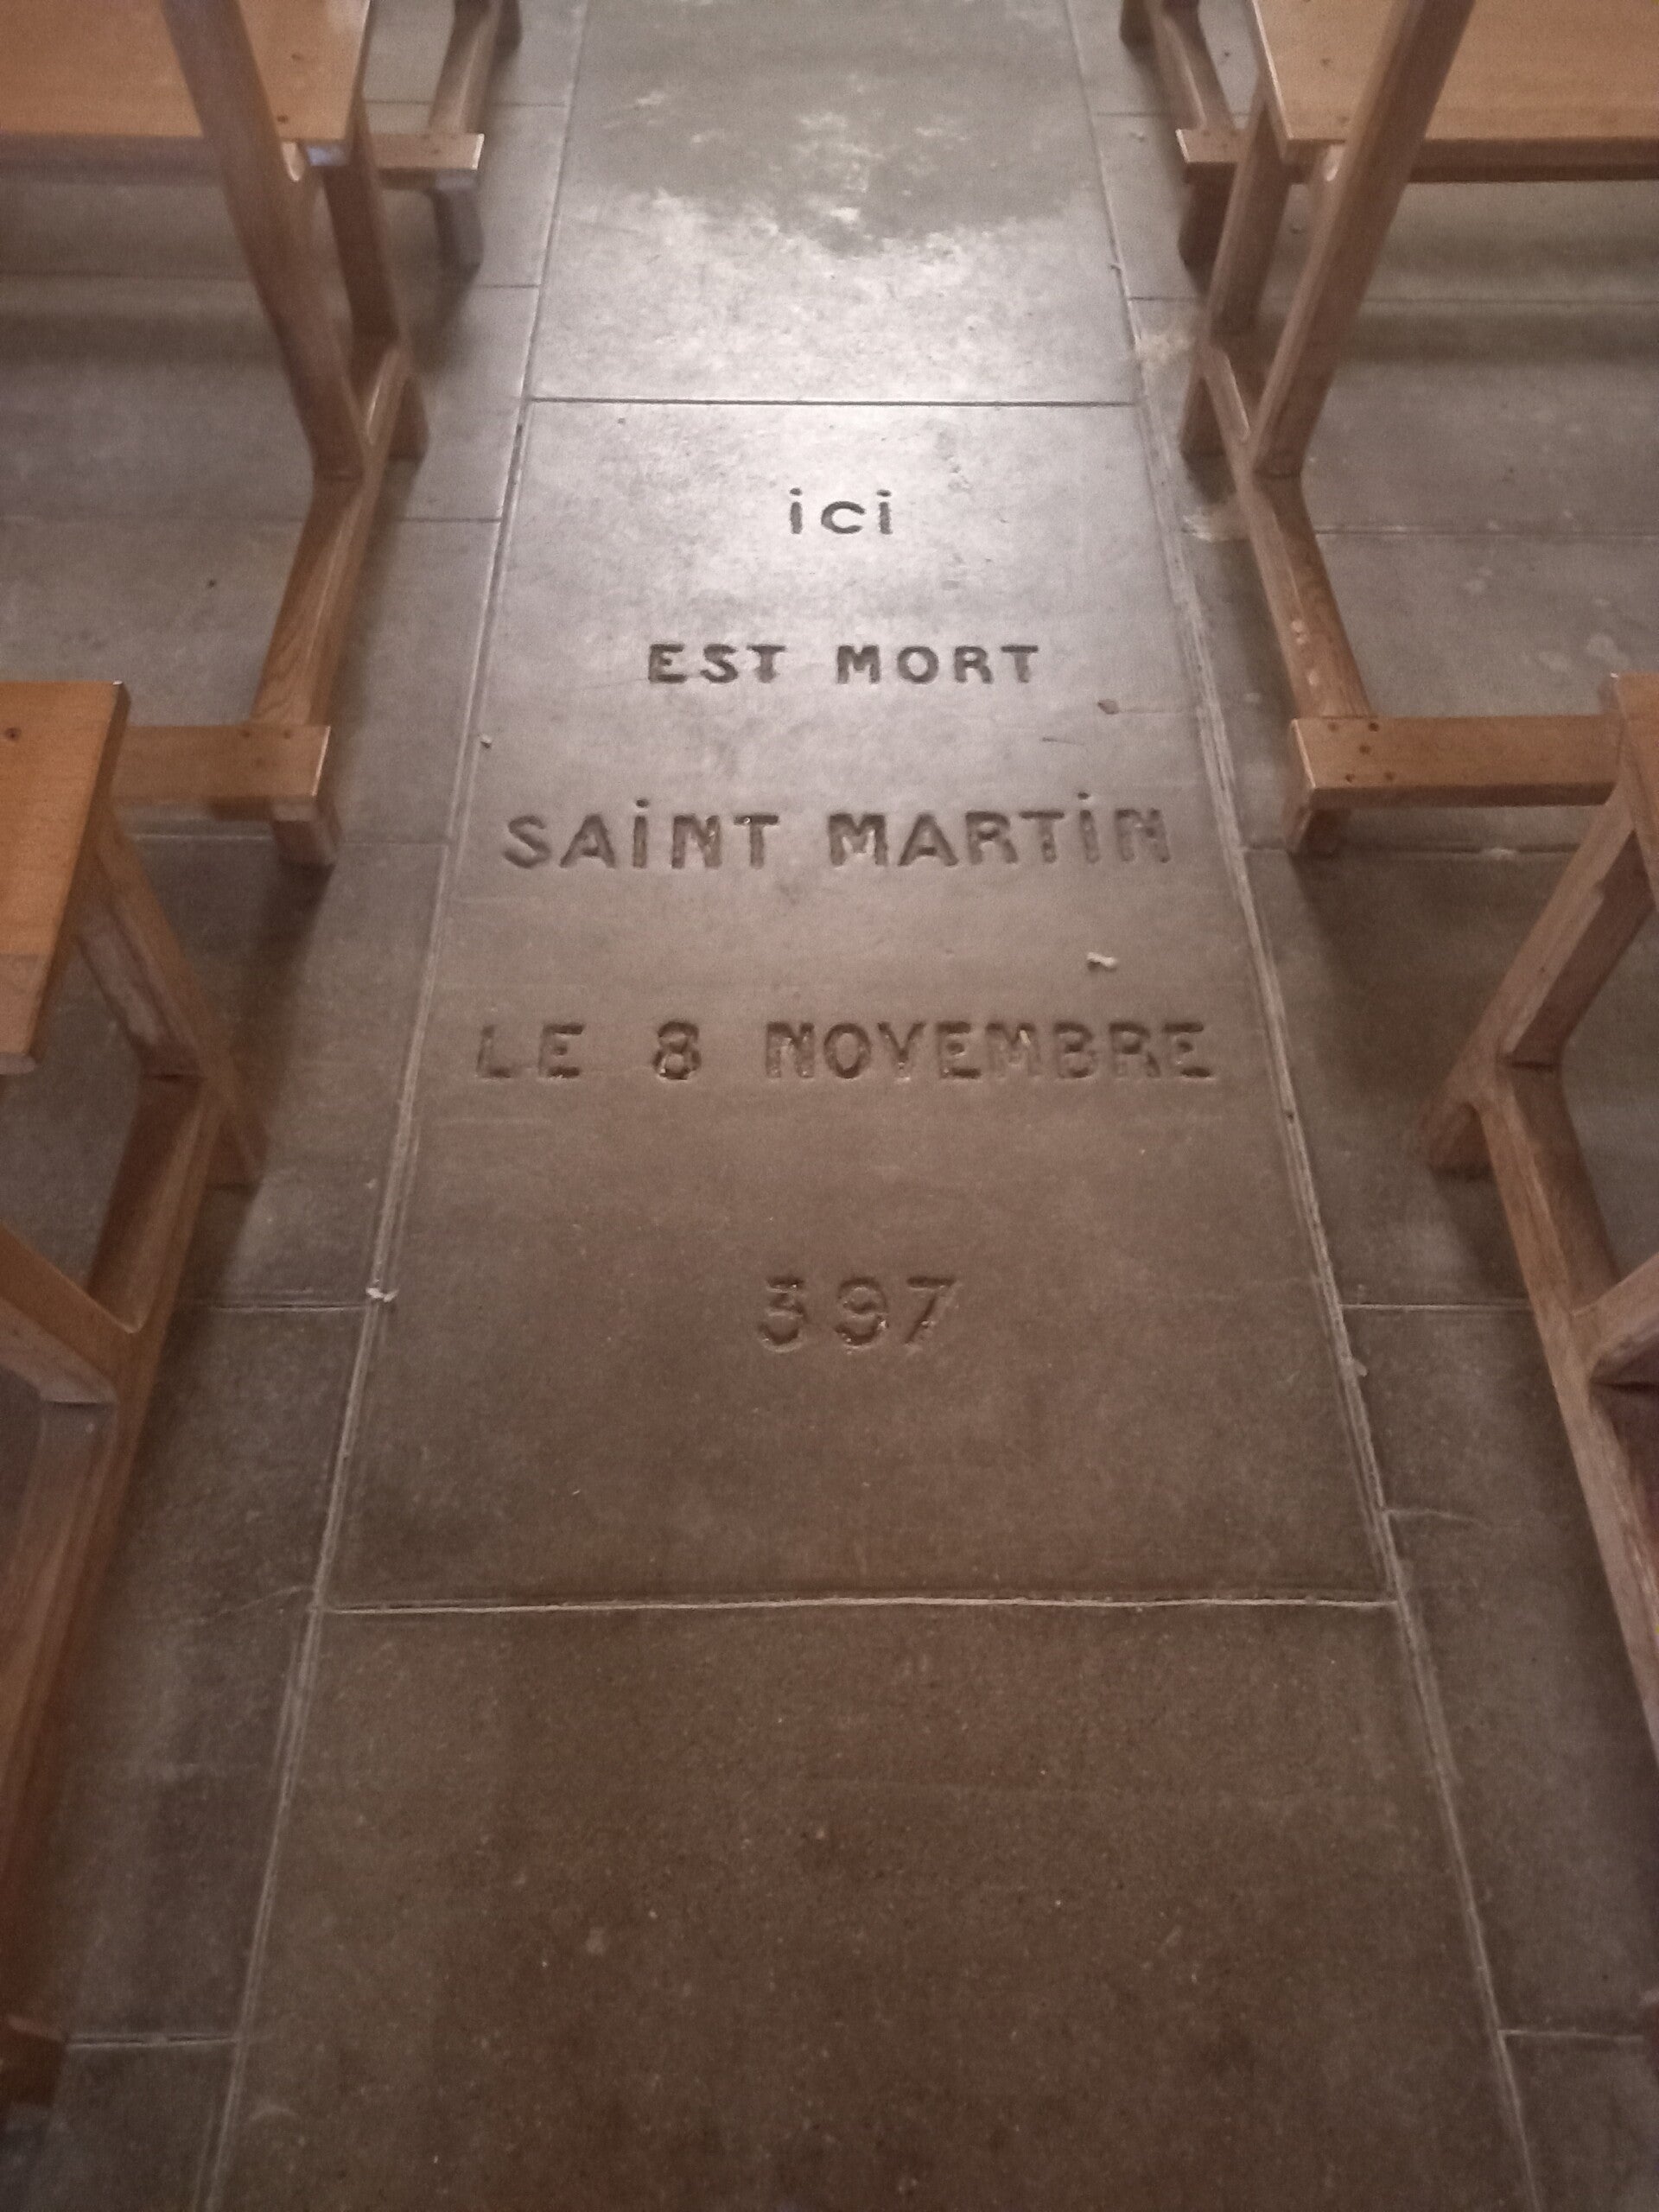 ici
EST MORT
SAiNT MARTiN
LE 8 NOVEMBRE
397